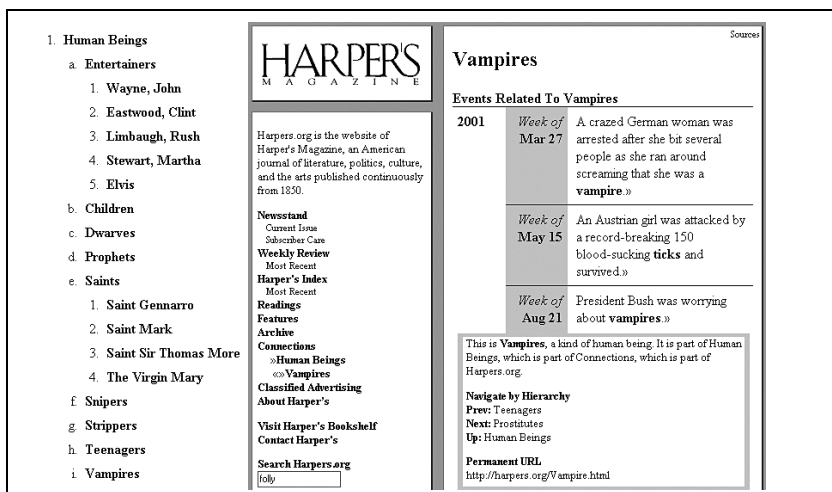 1. Human Beings
a. Entertainers
1. Wayne, John
2. Eastwood, Clint
3. Limbaugh, Rush
4. Stewart, Martha
5. Elvis
b. Children
c. Dwarves
d. Prophets
e. Saints
1. Saint Gennarro
2. Saint Mark
3. Saint Sir Thomas More
4. The Virgin Mary
f. Snipers
g. Strippers
h. Teenagers
i. Vampires
HARPER'S
MAGAZINE
Harpers.org is the website of
Harper's Magazine, an American
journal of literature, politics, culture,
and the arts published continuously
from 1850.
Newsstand
Current Issue
Subscriber Care
Weekly Review
Most Recent
Harper's Index
Most Recent
Readings
Features
Archive
Connections
»Human Beings
«»Vampires
Classified Advertising
About Harper's
Visit Harper's Bookshelf
Contact Harper's
Search Harpers.org
folly
Sources
Vampires
Events Related To Vampires
2001 Week of Mar 27
A crazed German woman was
arrested after she bit several
people as she ran around
screaming that she was a
vampire.»
Week of May 15
An Austrian girl was attacked by
a record-breaking 150
blood-sucking ticks and
survived.»
Week of Aug 21
President Bush was worrying
about vampires.»
This is Vampires, a kind of human being. It is part of Human
Beings, which is part of Connections, which is part of
Harpers.org.
Navigate by Hierarchy
Prev: Teenagers
Next: Prostitutes
Up: Human Beings
Permanent URL
http://harpers.org/Vampire.html